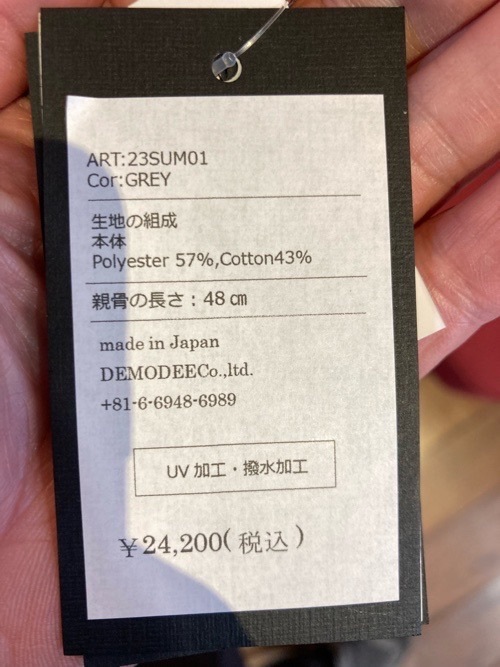 ART:23SUM01
Cor:GREY
生地の組成
本体
Polyester 57%,Cotton43%
親骨の長さ：48㎝
made in Japan
DEMODEECo.,ltd.
+81-6-6948-6989
UV加工・撥水加工
¥24,200(税込)